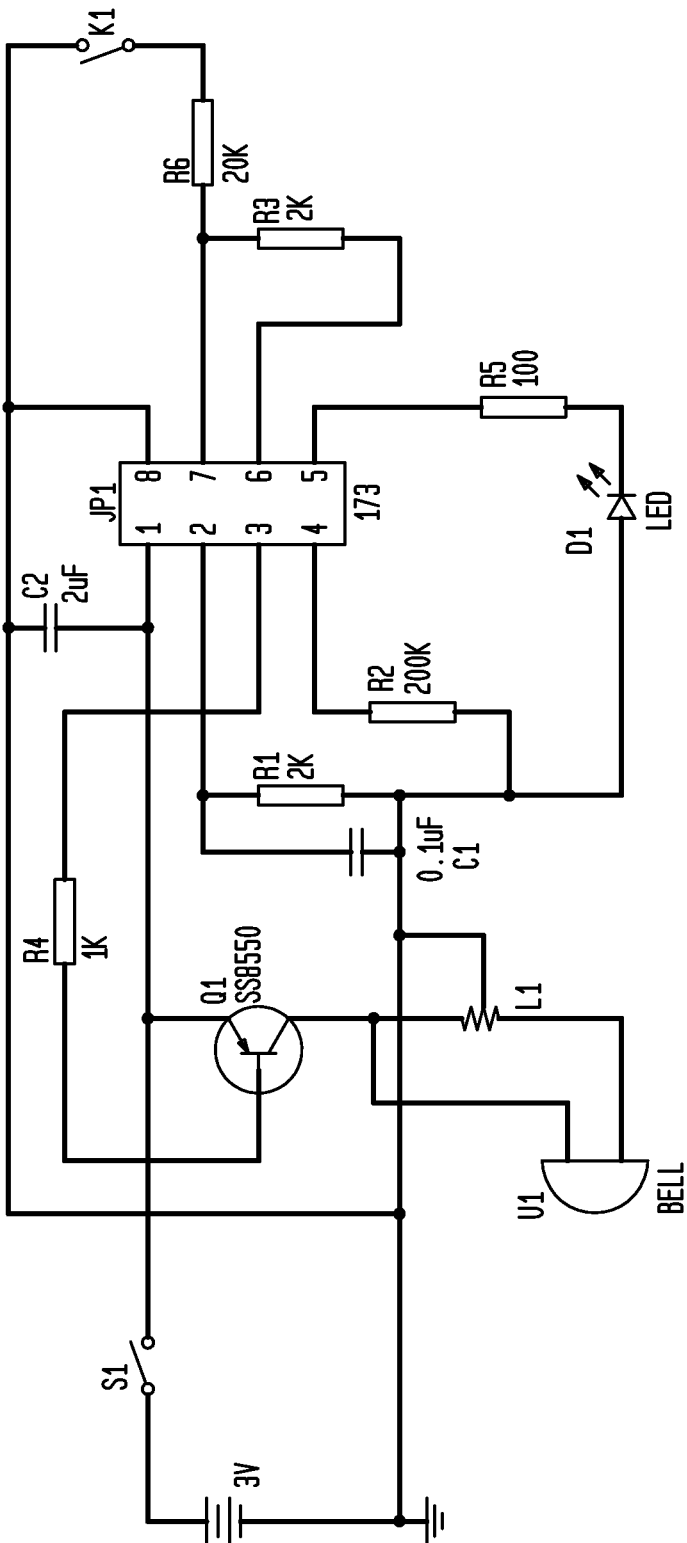 K1
R6
20K
R3
2K
R5
100
JP1
8
7
6
5
1
2
3
4
173
D1
LED
C2
2uF
R2
200K
R1
2K
0.1uF
C1
R4
1K
Q1
SS8550
L1
U1
BELL
S1
3V